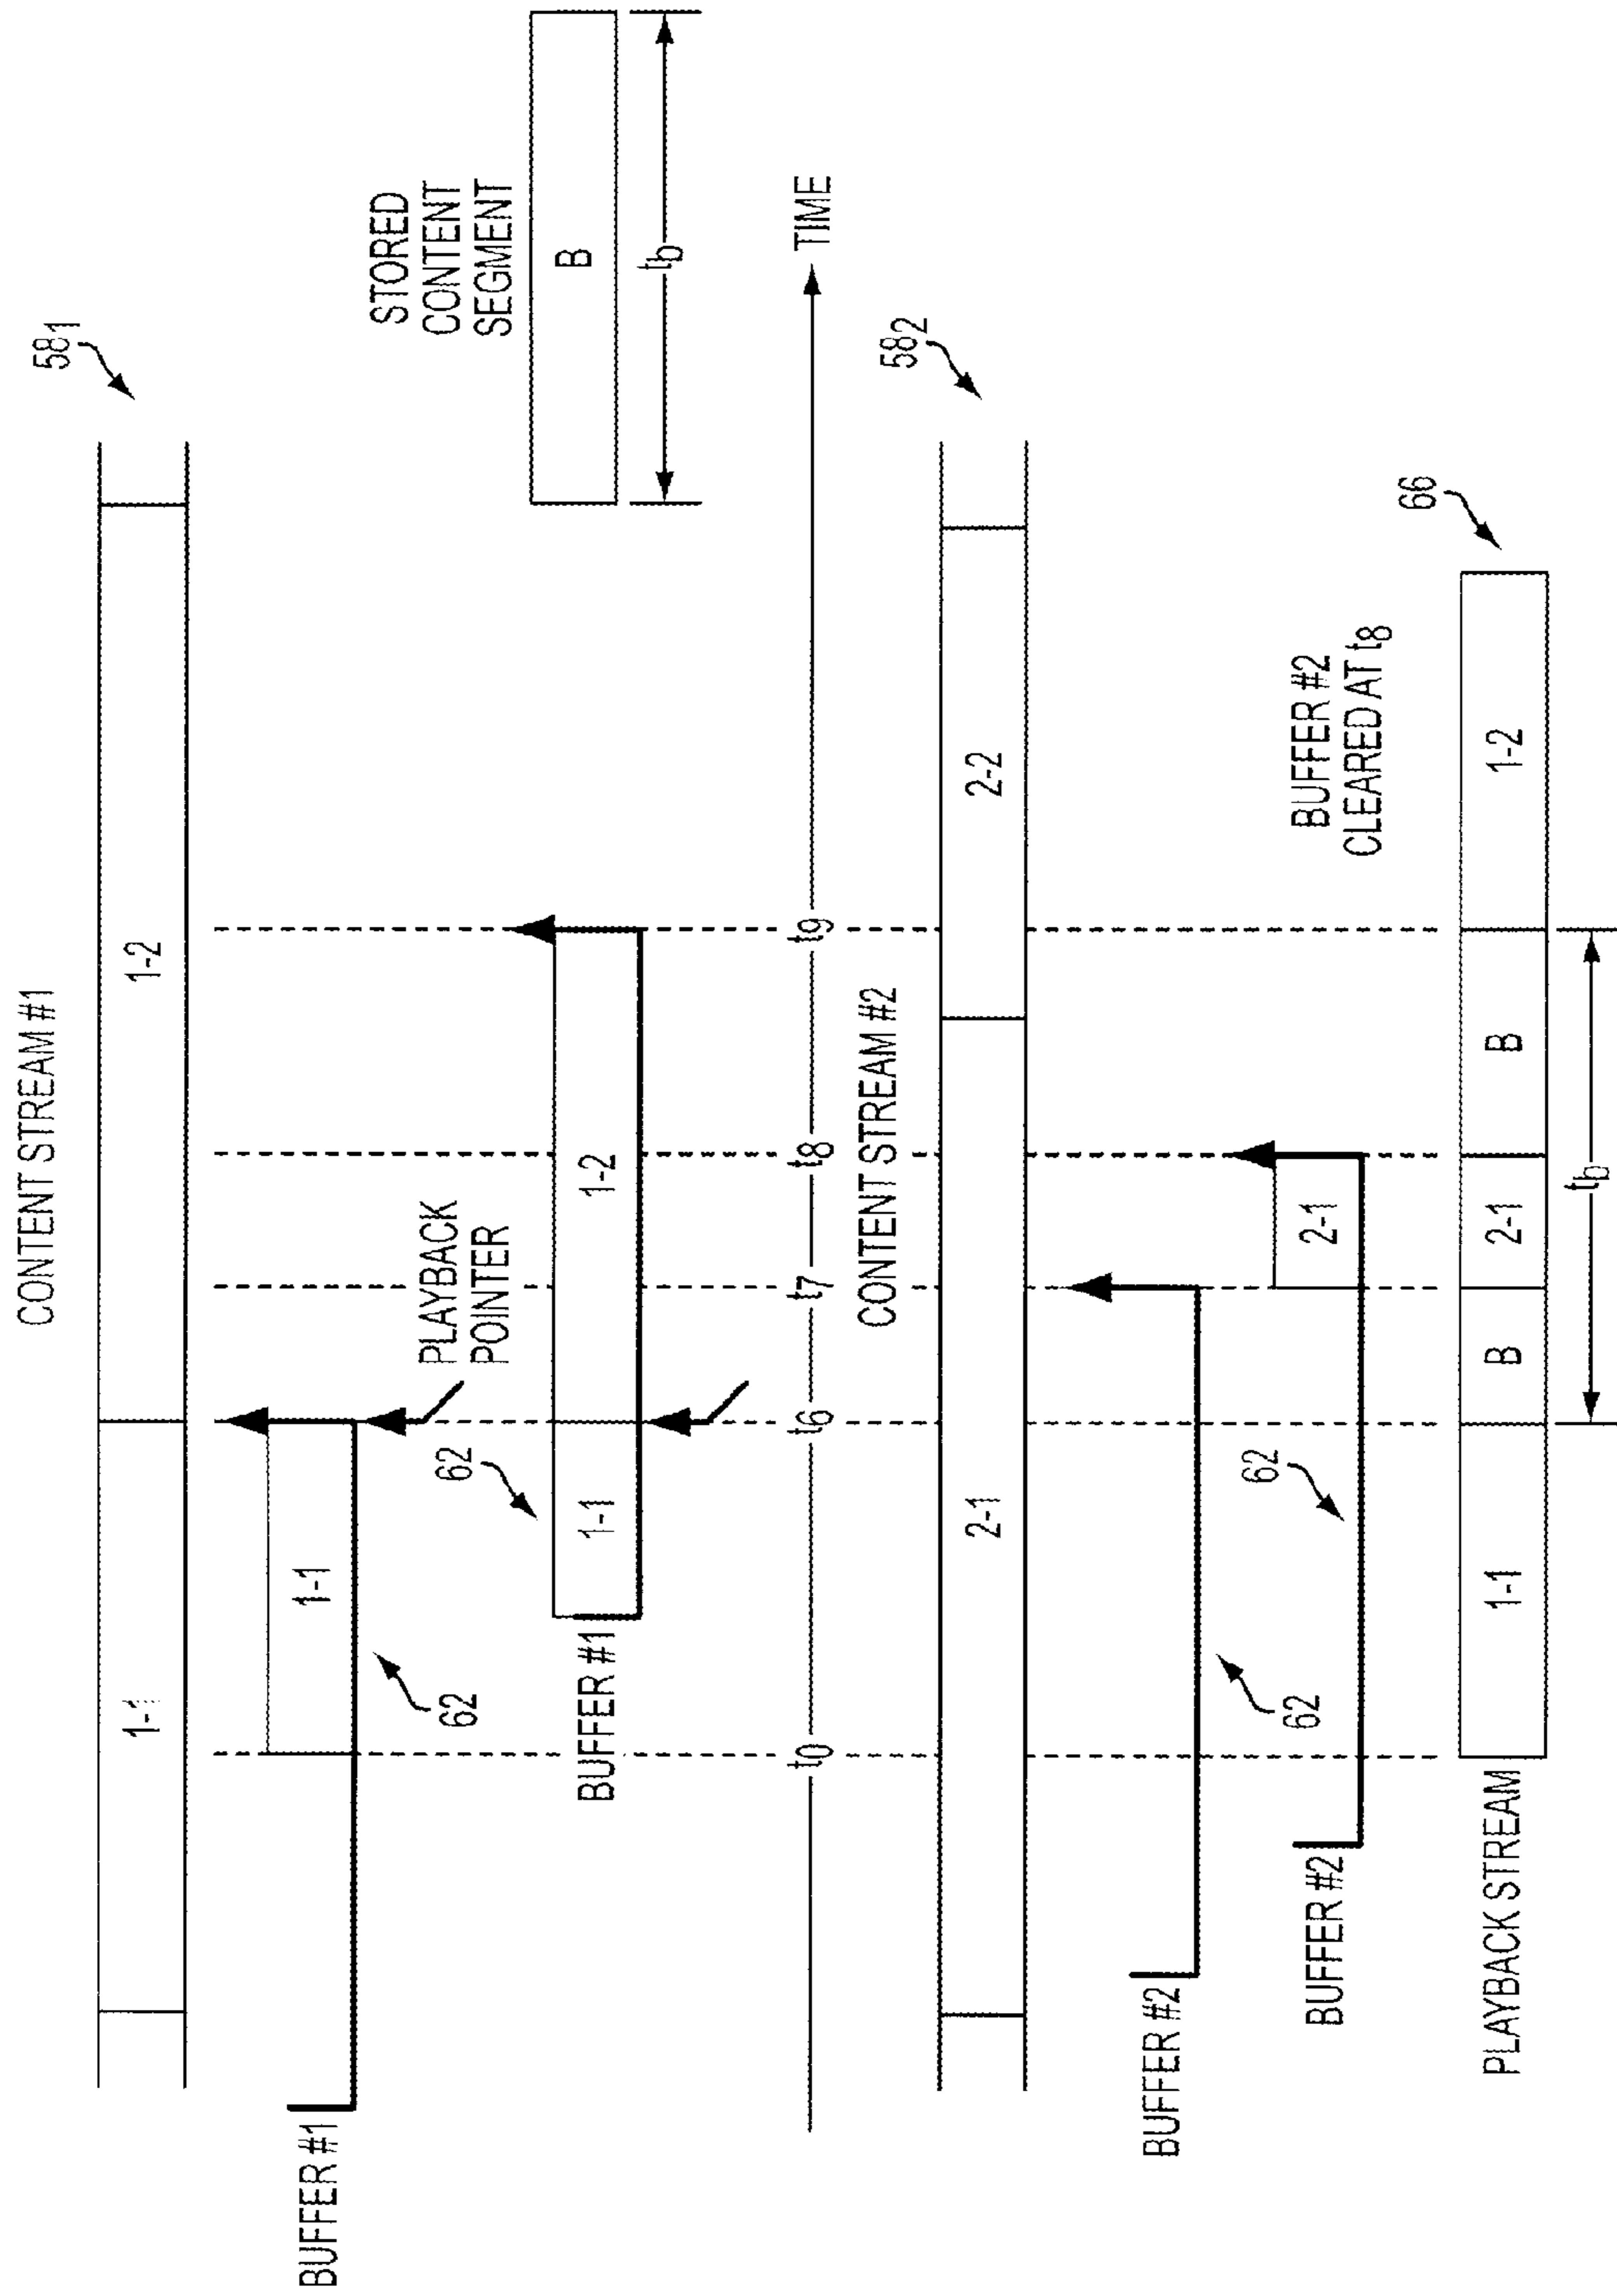 CONTENT STREAM #1
58₁
1-1
1-2
1-1
BUFFER #1
62
PLAYBACK
POINTER
STORED
CONTENT
SEGMENT
62
1-1
1-2
B
BUFFER #1
t_b
t₀
t₆
t₇
t₈
t₉
TIME
CONTENT STREAM #2
58₂
2-1
2-2
BUFFER #2
62
62
2-1
BUFFER #2
BUFFER #2
CLEARED AT t₈
66
PLAYBACK STREAM
1-1
B
2-1
B
1-2
t_b